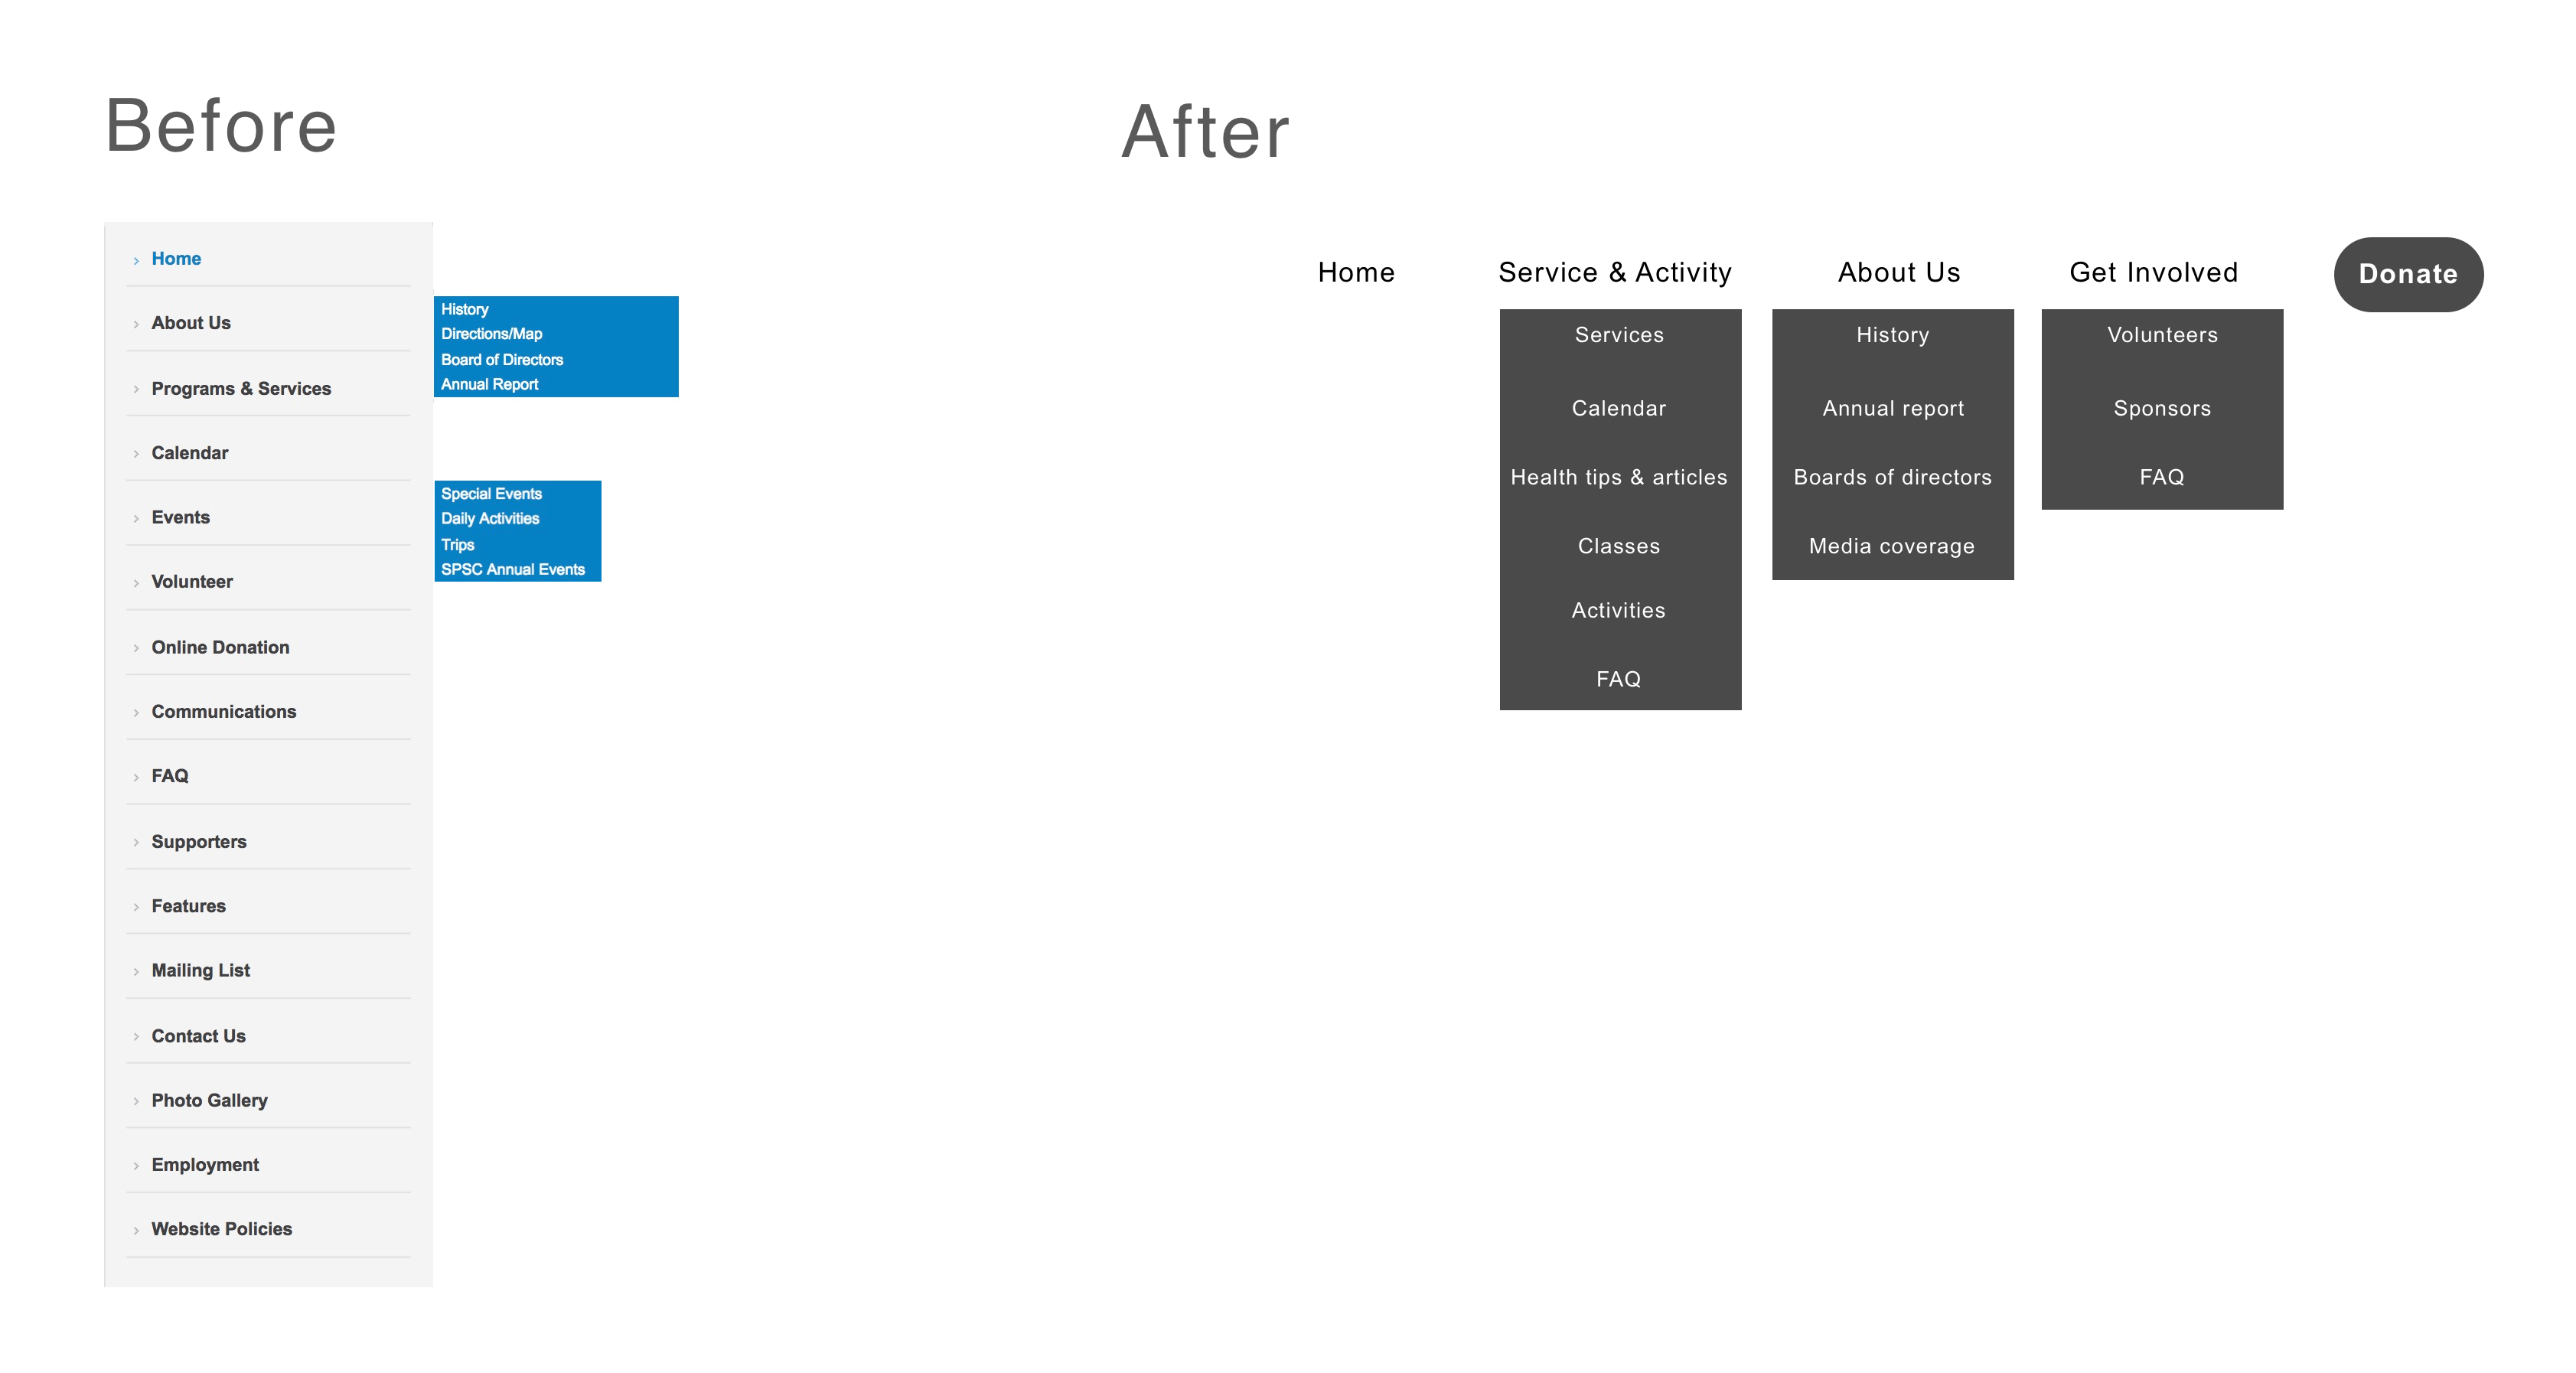 Before
Home
About Us
History
Directions/Map
Board of Directors
Annual Report
Programs & Services
Calendar
Events
Special Events
Daily Activities
Trips
SPSC Annual Events
Volunteer
Online Donation
Communications
FAQ
Supporters
Features
Mailing List
Contact Us
Photo Gallery
Employment
Website Policies
After
Home
Service & Activity
Services
Calendar
Health tips & articles
Classes
Activities
FAQ
About Us
History
Annual report
Boards of directors
Media coverage
Get Involved
Volunteers
Sponsors
FAQ
Donate